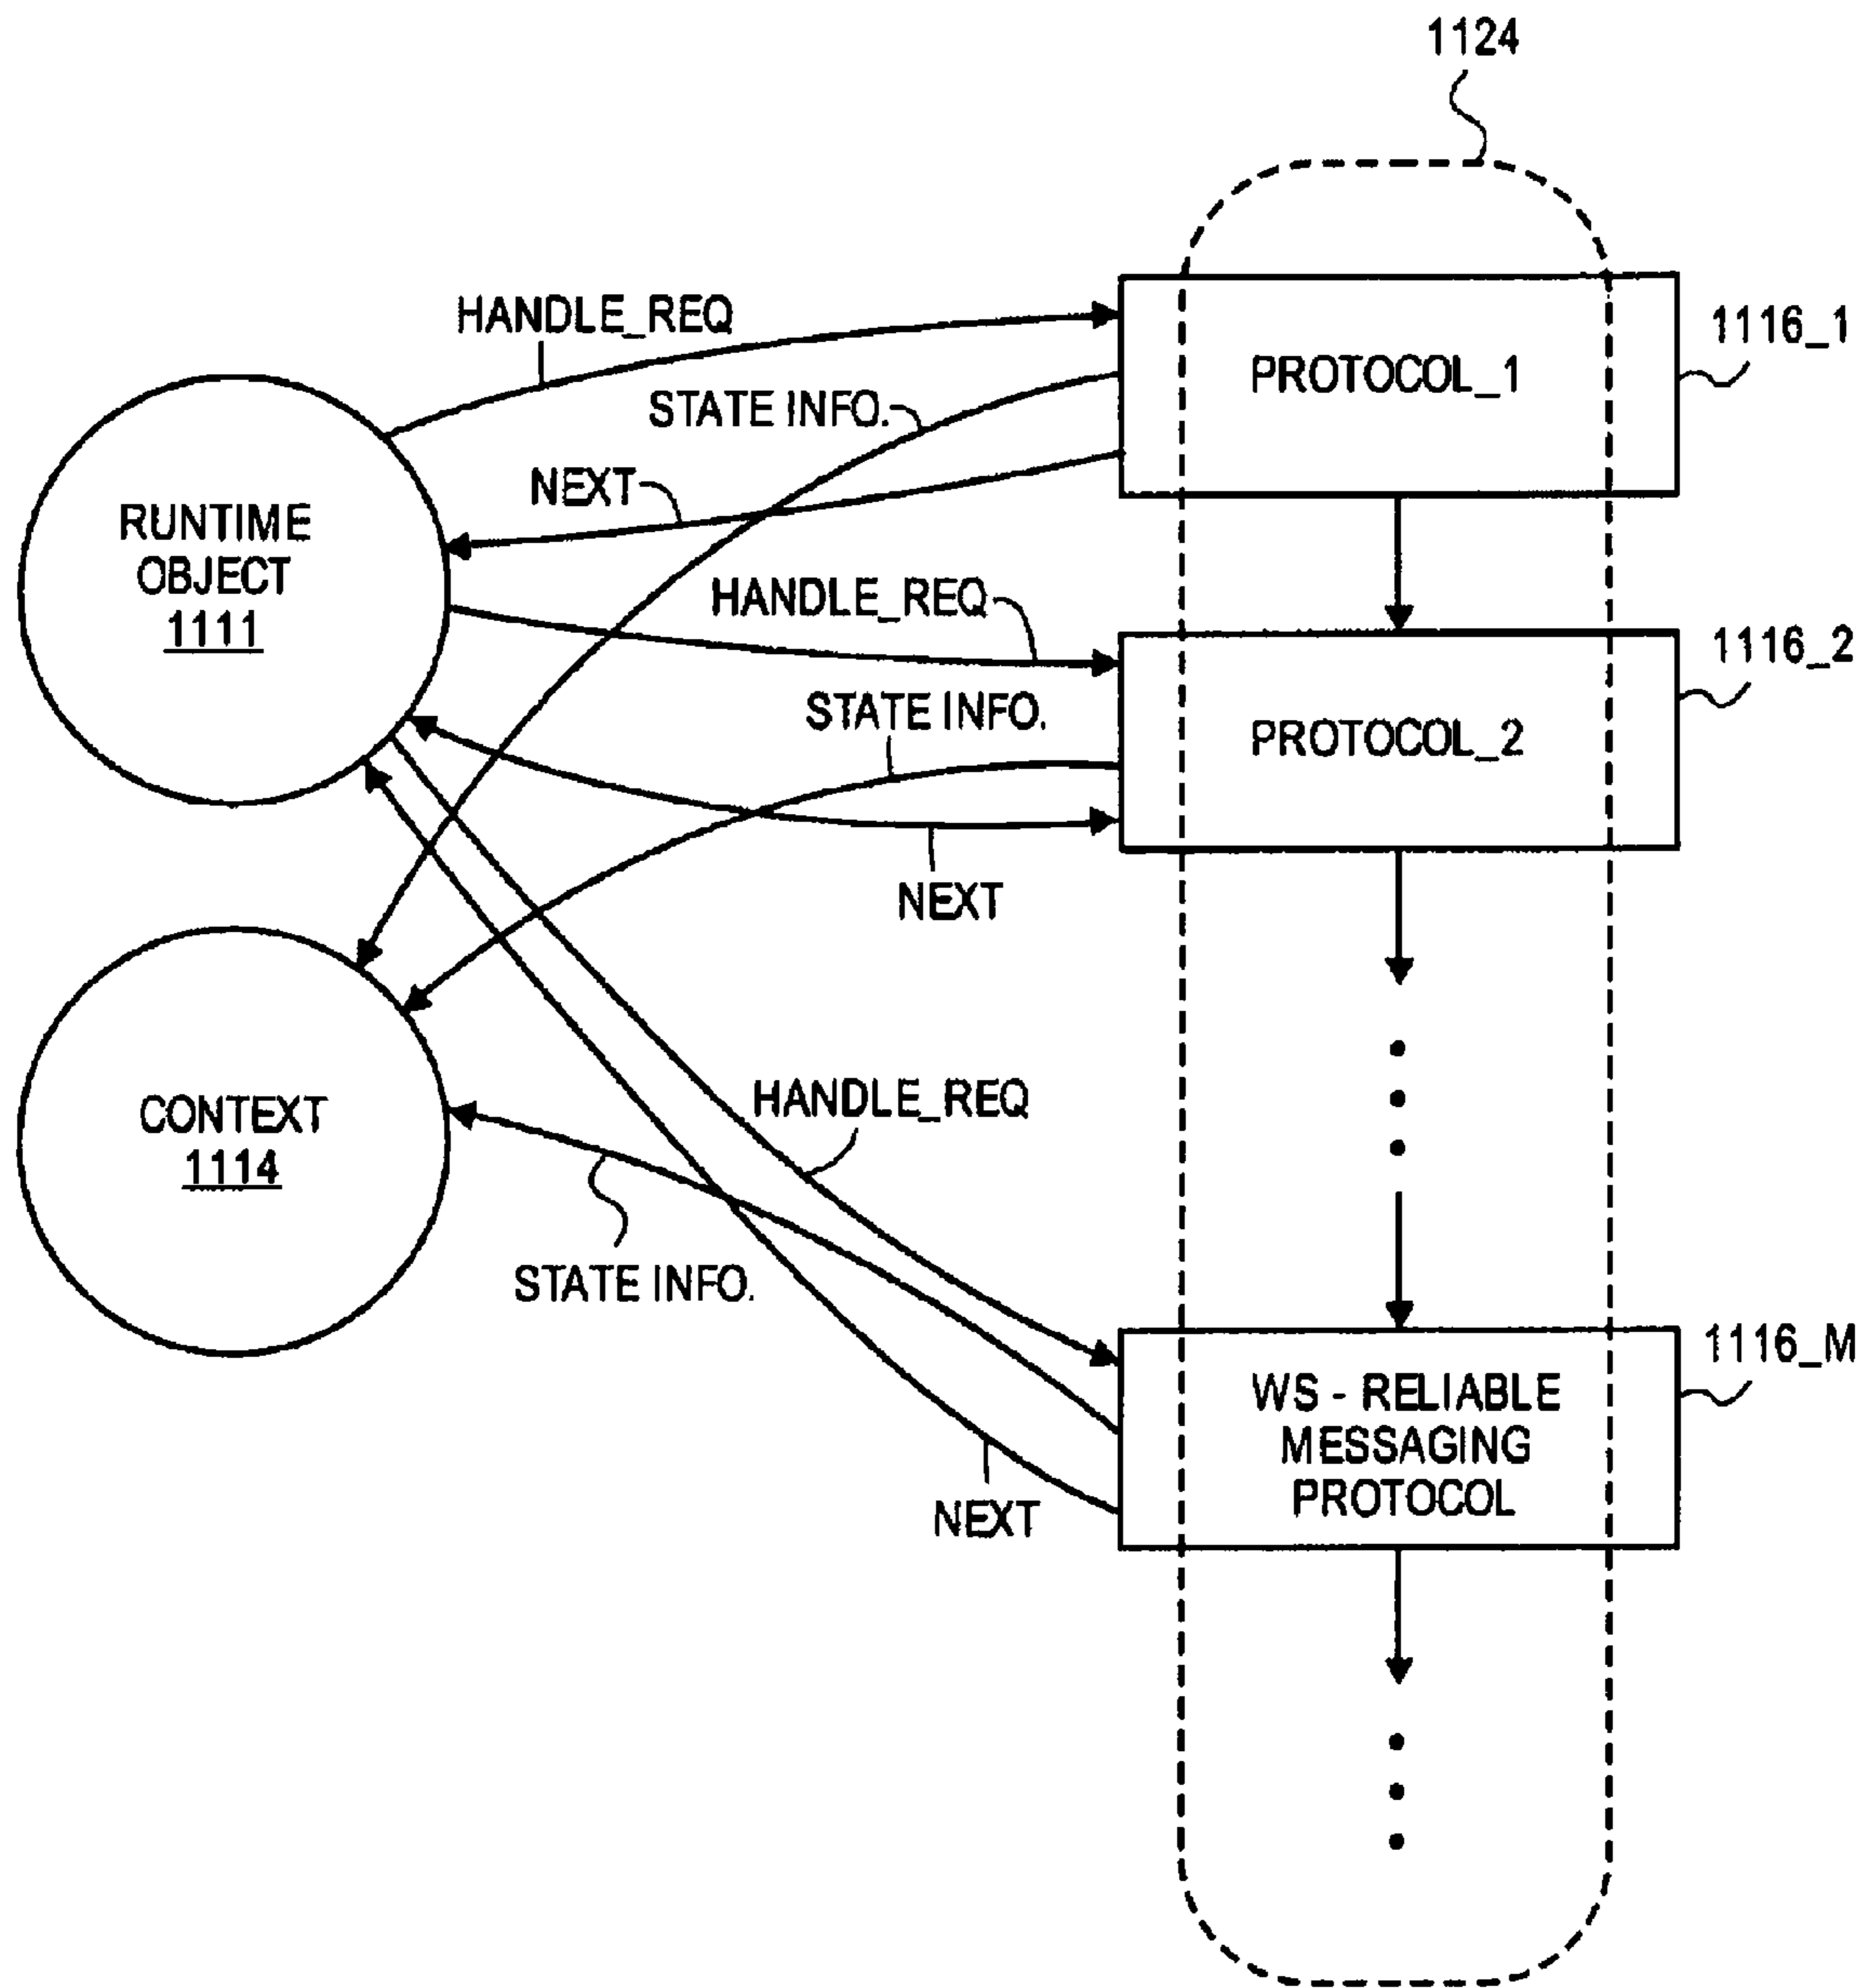 1124
HANDLE_REQ
1116_1
PROTOCOL_1
STATE INFO.
NEXT
RUNTIME
OBJECT
1111
HANDLE_REQ
1116_2
STATE INFO.
PROTOCOL_2
NEXT
HANDLE_REQ
CONTEXT
1114
STATE INFO.
1116_M
WS - RELIABLE
MESSAGING
PROTOCOL
NEXT